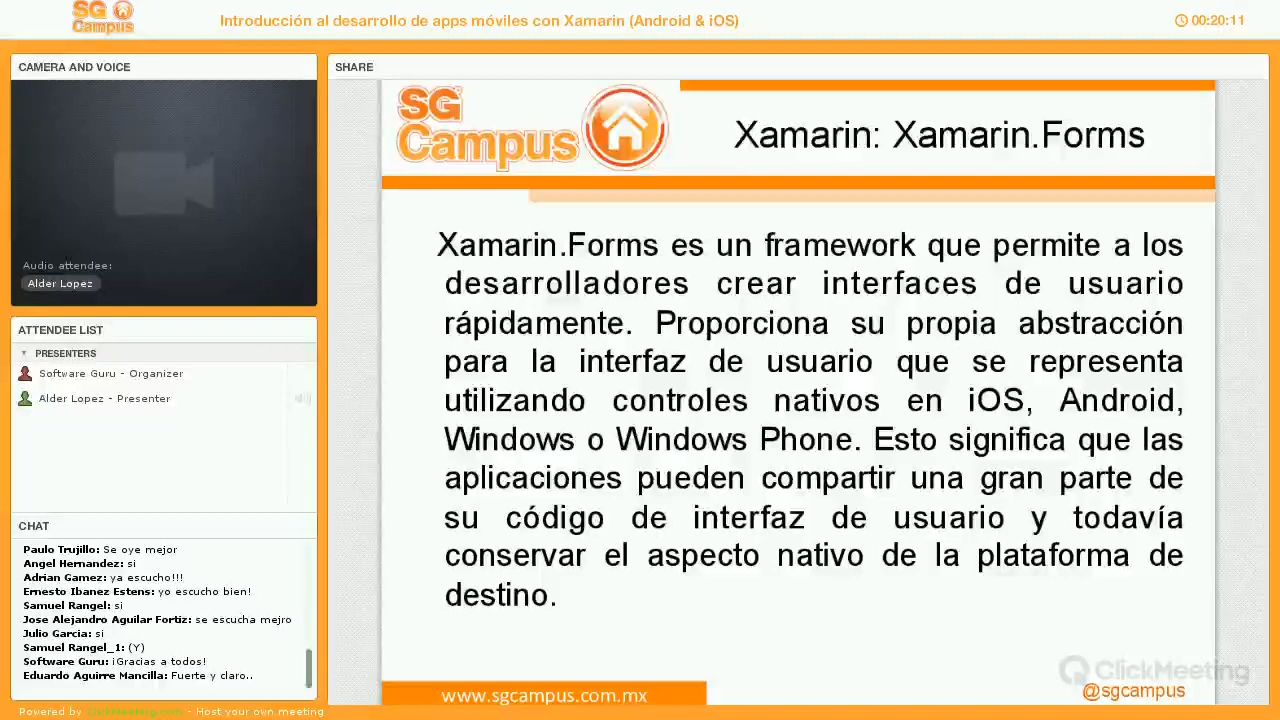 SG
Campus
Introducción al desarrollo de apps móviles con Xamarin (Android & iOS)
00:20:11
CAMERA AND VOICE
Audio attendee:
Alder Lopez
ATTENDEE LIST
PRESENTERS
Software Guru - Organizer
Alder Lopez - Presenter
CHAT
Paulo Trujillo: Se oye mejor
Angel Hernandez: si
Adrian Gamez: ya escucho!!!
Ernesto Ibanez Estens: yo escucho bien!
Samuel Rangel: si
Jose Alejandro Aguilar Fortiz: se escucha mejro
Julio Garcia: si
Samuel Rangel_1: (Y)
Software Guru: ¡Gracias a todos!
Eduardo Aguirre Mancilla: Fuerte y claro..
Powered by ClickMeeting.com - Host your own meeting
SHARE
SG
Campus
Xamarin: Xamarin.Forms
Xamarin.Forms es un framework que permite a los
desarrolladores crear interfaces de usuario
rápidamente. Proporciona su propia abstracción
para la interfaz de usuario que se representa
utilizando controles nativos en iOS, Android,
Windows o Windows Phone. Esto significa que las
aplicaciones pueden compartir una gran parte de
su código de interfaz de usuario y todavía
conservar el aspecto nativo de la plataforma de
destino.
ClickMeeting
www.sgcampus.com.mx
@sgcampus